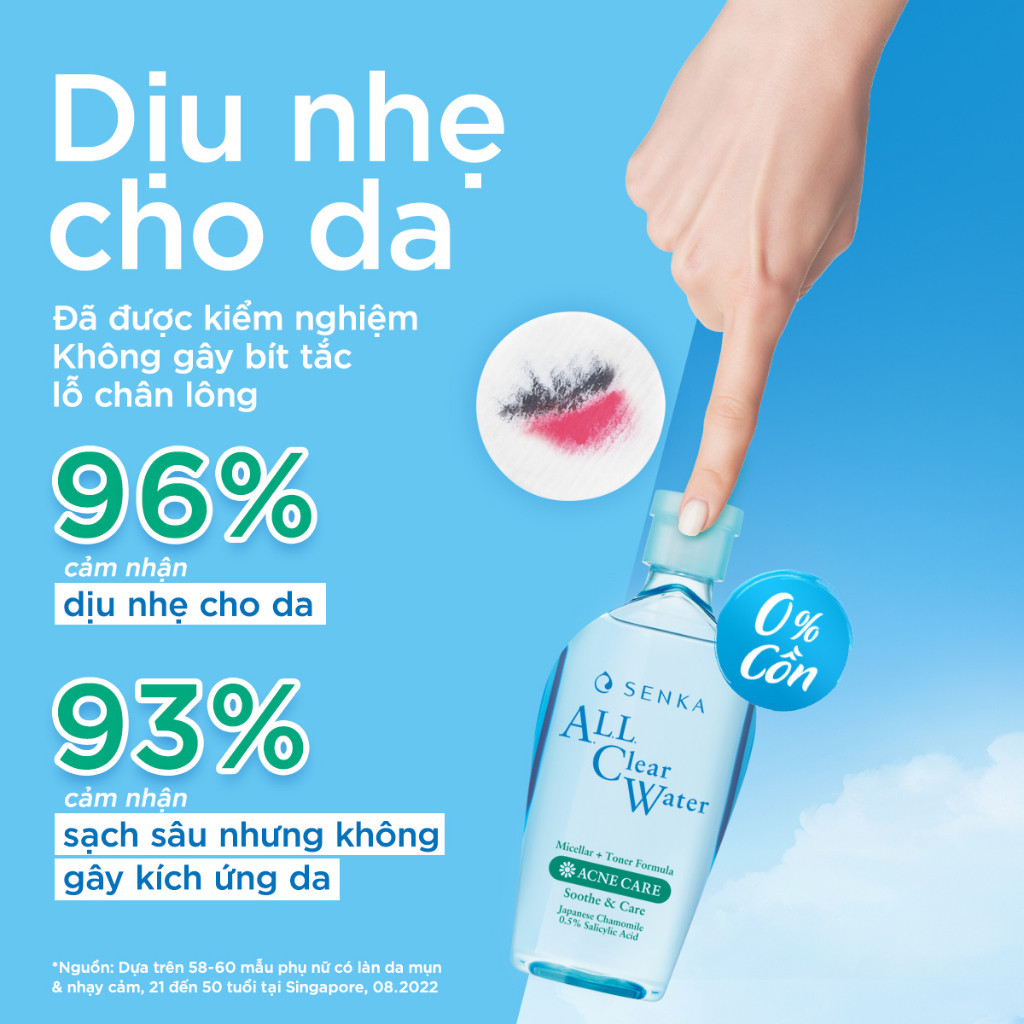 Dịu nhẹ
cho da
Đã được kiểm nghiệm
Không gây bít tắc
lỗ chân lông
96%
cảm nhận
dịu nhẹ cho da
93%
cảm nhận
sạch sâu nhưng không
gây kích ứng da
*Nguồn: Dựa trên 58-60 mẫu phụ nữ có làn da mụn
& nhạy cảm, 21 đến 50 tuổi tại Singapore, 08.2022
0%
Cồn
SENKA
A.L.L.
Clear
Water
Micellar + Toner Formula
ACNE CARE
Soothe & Care
Japanese Chamomile
0.5% Salicylic Acid